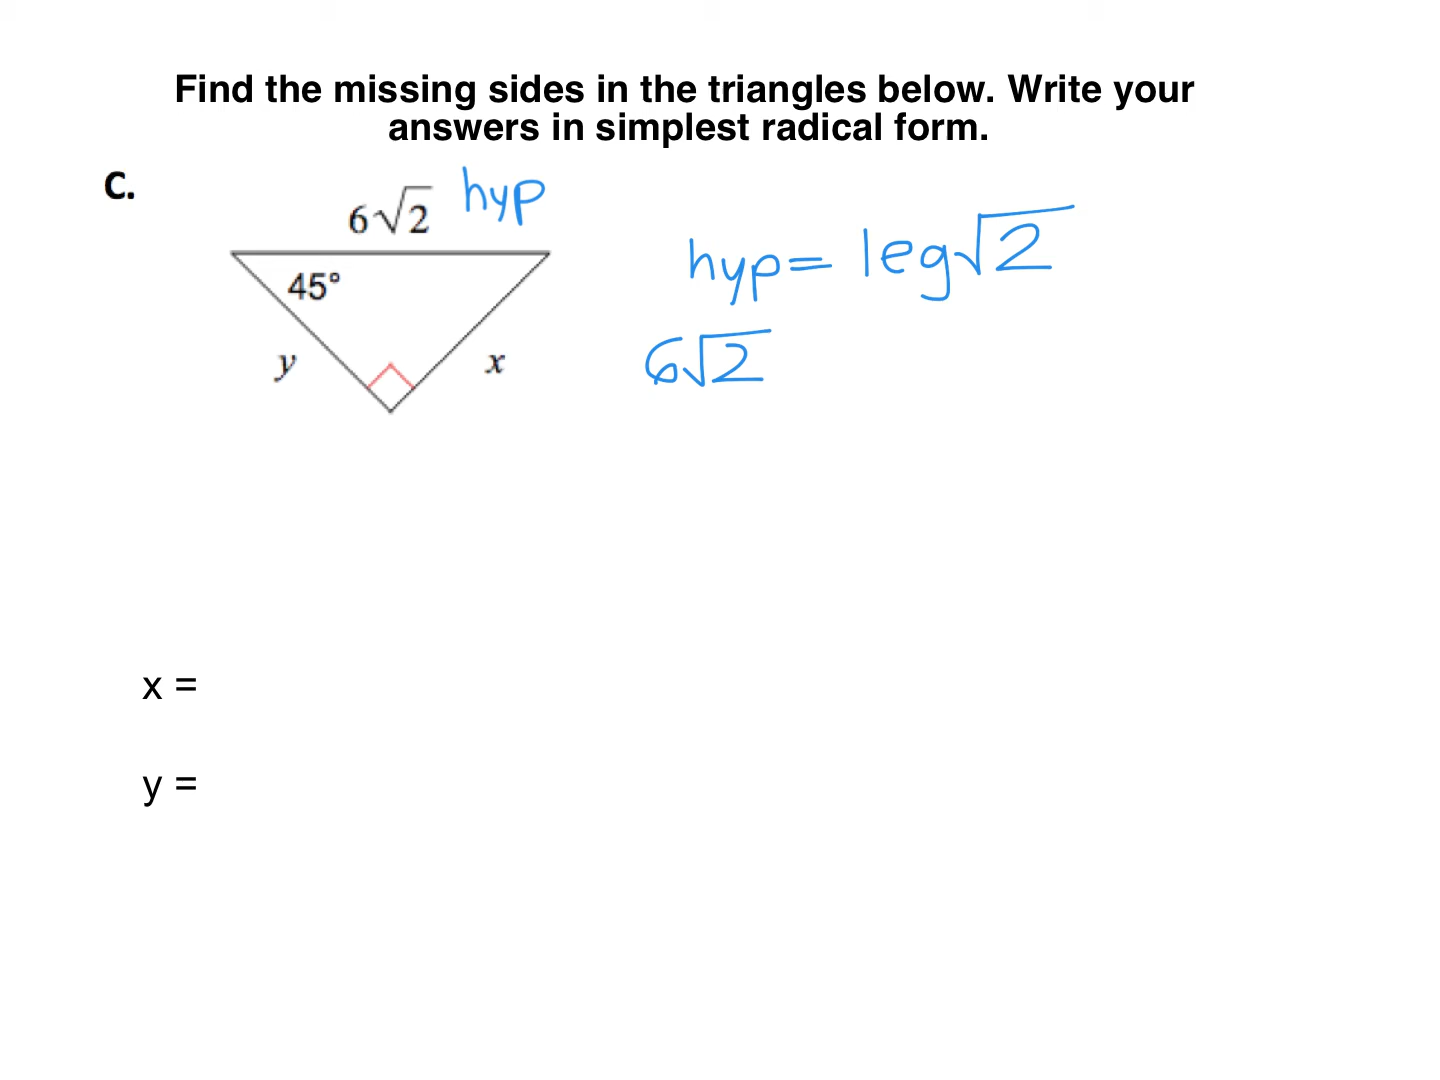 Find the missing sides in the triangles below. Write your
answers in simplest radical form.
C.
6√2 hyp
hyp = leg√2
45°
6√2
y x
x =
y =